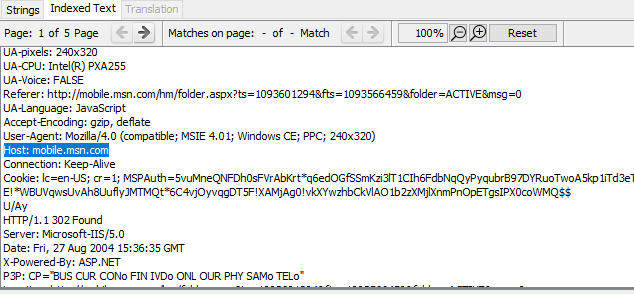 Strings Indexed Text Translation
Page: 1 of 5 Page Matches on page: - of - Match 100% Reset
UA-pixels: 240x320
UA-CPU: Intel(R) PXA255
UA-Voice: FALSE
Referer: http://mobile.msn.com/hm/folder.aspx?ts=1093601294&fts=1093566459&folder=ACTIVE&msg=0
UA-Language: JavaScript
Accept-Encoding: gzip, deflate
User-Agent: Mozilla/4.0 (compatible; MSIE 4.01; Windows CE; PPC; 240x320)
Host: mobile.msn.com
Connection: Keep-Alive
Cookie: lc=en-US; cr=1; MSPAuth=5vuMneQNFDh0sFVrAbKrt*q6edOGfSSmKzi3lT1CIh6FdbNqQyPyqubrB97DYRuoTwoA5kp1iTd3eT
E!*WBUVqwsUvAh8UuflyJMTMQt*6C4vjOyvqgDT5F!XAMjAg0!vkXYwzhbCkVlAO1b2zXMjlXnmPnOpETgsIPX0coWMQ$$
U/Ay
HTTP/1.1 302 Found
Server: Microsoft-IIS/5.0
Date: Fri, 27 Aug 2004 15:36:35 GMT
X-Powered-By: ASP.NET
P3P: CP="BUS CUR CONo FIN IVDo ONL OUR PHY SAMo TELo"